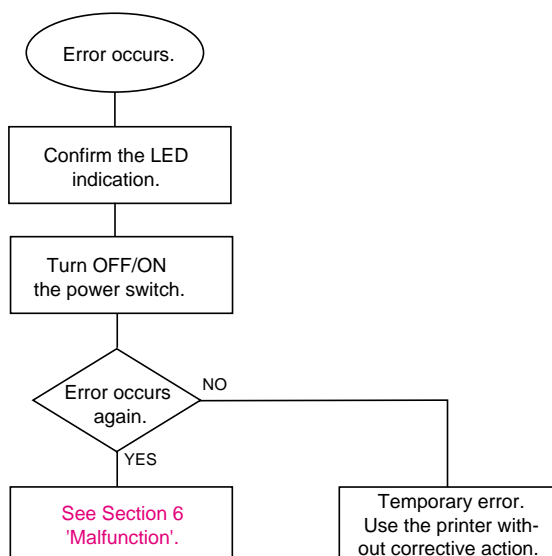 Error occurs.
Confirm the LED
indication.
Turn OFF/ON
the power switch.
Error occurs
again.
NO
YES
See Section 6
'Malfunction'.
Temporary error.
Use the printer with-
out corrective action.